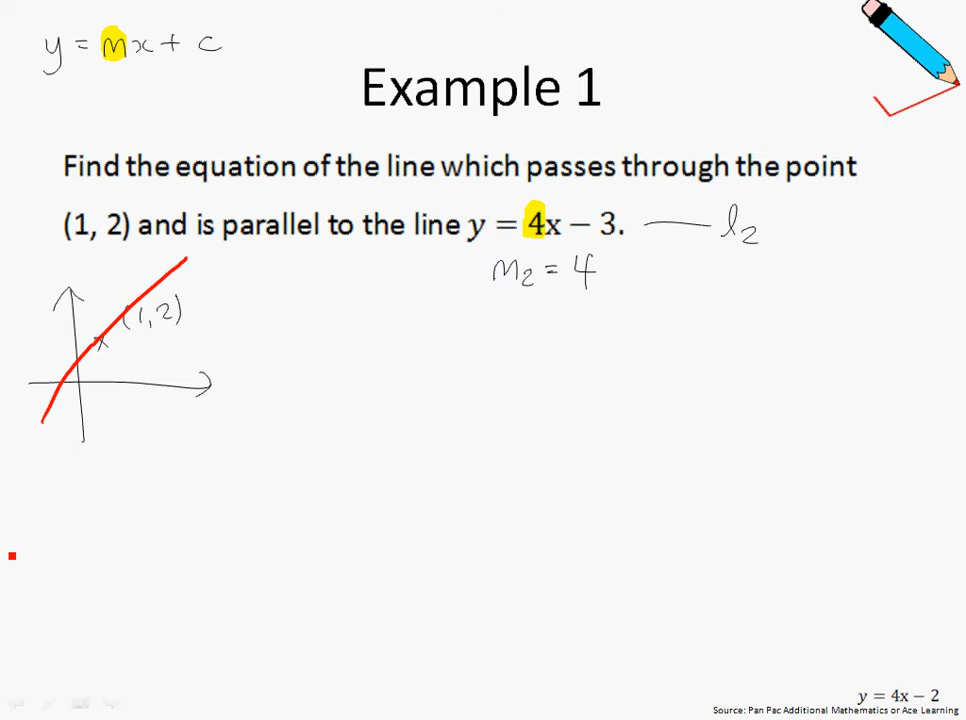 y = mx + c
Example 1
Find the equation of the line which passes through the point
(1, 2) and is parallel to the line y = 4x − 3. —— l₂
m₂ = 4
(1,2)
y = 4x − 2
Source: Pan Pac Additional Mathematics or Ace Learning